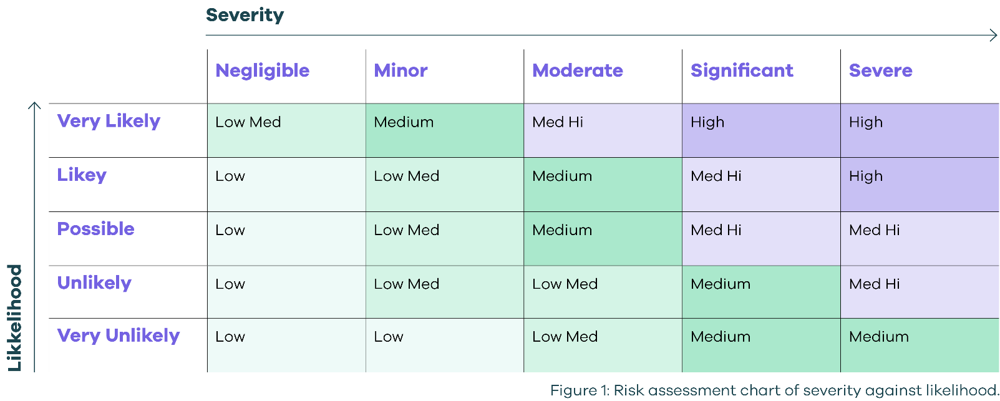 Severity
Negligible Minor Moderate Significant Severe
Very Likely Low Med Medium Med Hi High High
Likey Low Low Med Medium Med Hi High
Possible Low Low Med Medium Med Hi Med Hi
Unlikely Low Low Med Low Med Medium Med Hi
Very Unlikely Low Low Low Med Medium Medium
Likkelihood
Figure 1: Risk assessment chart of severity against likelihood.